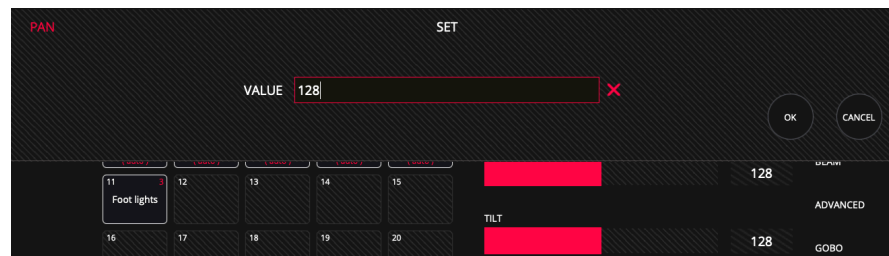 PAN
SET
VALUE 128
OK
CANCEL
128
BEAM
11 3 12 13 14 15
Foot lights
ADVANCED
TILT
16 17 18 19 20
128
GOBO